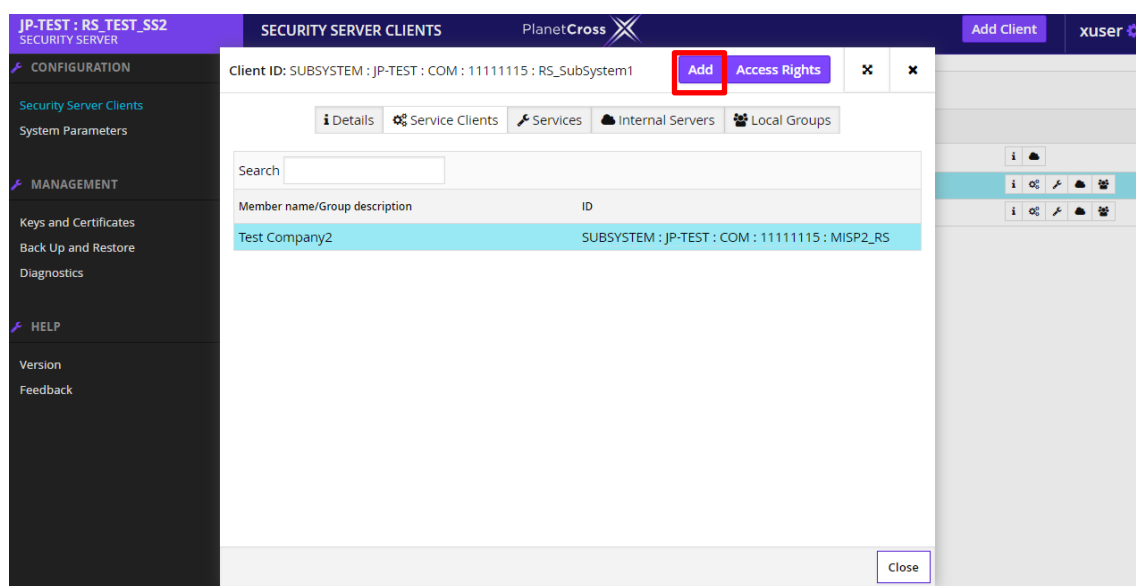 JP-TEST : RS_TEST_SS2
SECURITY SERVER
SECURITY SERVER CLIENTS
PlanetCross
Add Client
xuser
CONFIGURATION
Security Server Clients
System Parameters
MANAGEMENT
Keys and Certificates
Back Up and Restore
Diagnostics
HELP
Version
Feedback
Client ID: SUBSYSTEM : JP-TEST : COM : 11111115 : RS_SubSystem1
Add
Access Rights
Details
Service Clients
Services
Internal Servers
Local Groups
Search
Member name/Group description ID
Test Company2 SUBSYSTEM : JP-TEST : COM : 11111115 : MISP2_RS
Close